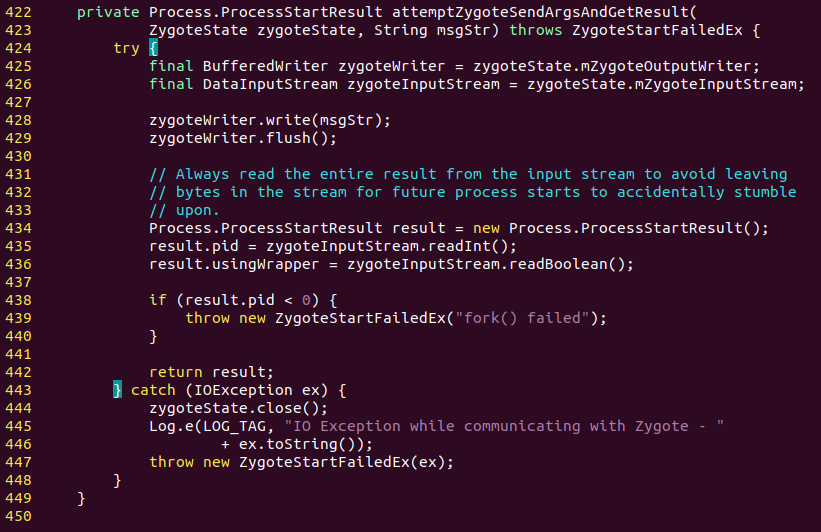 422     private Process.ProcessStartResult attemptZygoteSendArgsAndGetResult(
423             ZygoteState zygoteState, String msgStr) throws ZygoteStartFailedEx {
424         try {
425             final BufferedWriter zygoteWriter = zygoteState.mZygoteOutputWriter;
426             final DataInputStream zygoteInputStream = zygoteState.mZygoteInputStream;
427
428             zygoteWriter.write(msgStr);
429             zygoteWriter.flush();
430
431             // Always read the entire result from the input stream to avoid leaving
432             // bytes in the stream for future process starts to accidentally stumble
433             // upon.
434             Process.ProcessStartResult result = new Process.ProcessStartResult();
435             result.pid = zygoteInputStream.readInt();
436             result.usingWrapper = zygoteInputStream.readBoolean();
437
438             if (result.pid < 0) {
439                 throw new ZygoteStartFailedEx("fork() failed");
440             }
441
442             return result;
443         } catch (IOException ex) {
444             zygoteState.close();
445             Log.e(LOG_TAG, "IO Exception while communicating with Zygote - "
446                     + ex.toString());
447             throw new ZygoteStartFailedEx(ex);
448         }
449     }
450